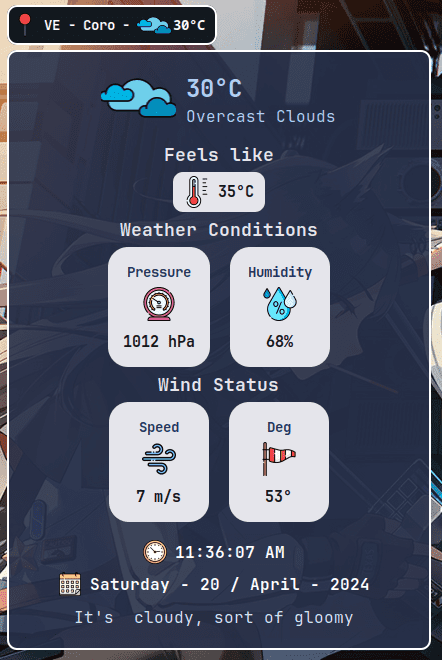 VE - Coro - 30°C
30°C
Overcast Clouds
Feels like
35°C
Weather Conditions
Pressure Humidity
1012 hPa 68%
Wind Status
Speed Deg
7 m/s 53°
11:36:07 AM
Saturday - 20 / April - 2024
It's  cloudy, sort of gloomy